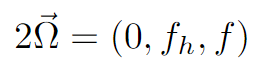 $2\vec{\Omega} = (0, f_h, f)$